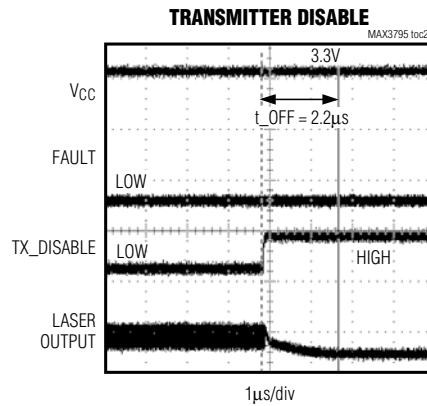 TRANSMITTER DISABLE
MAX3795 toc2
3.3V
VCC
t_OFF = 2.2µs
FAULT
LOW
TX_DISABLE
LOW
HIGH
LASER
OUTPUT
1µs/div